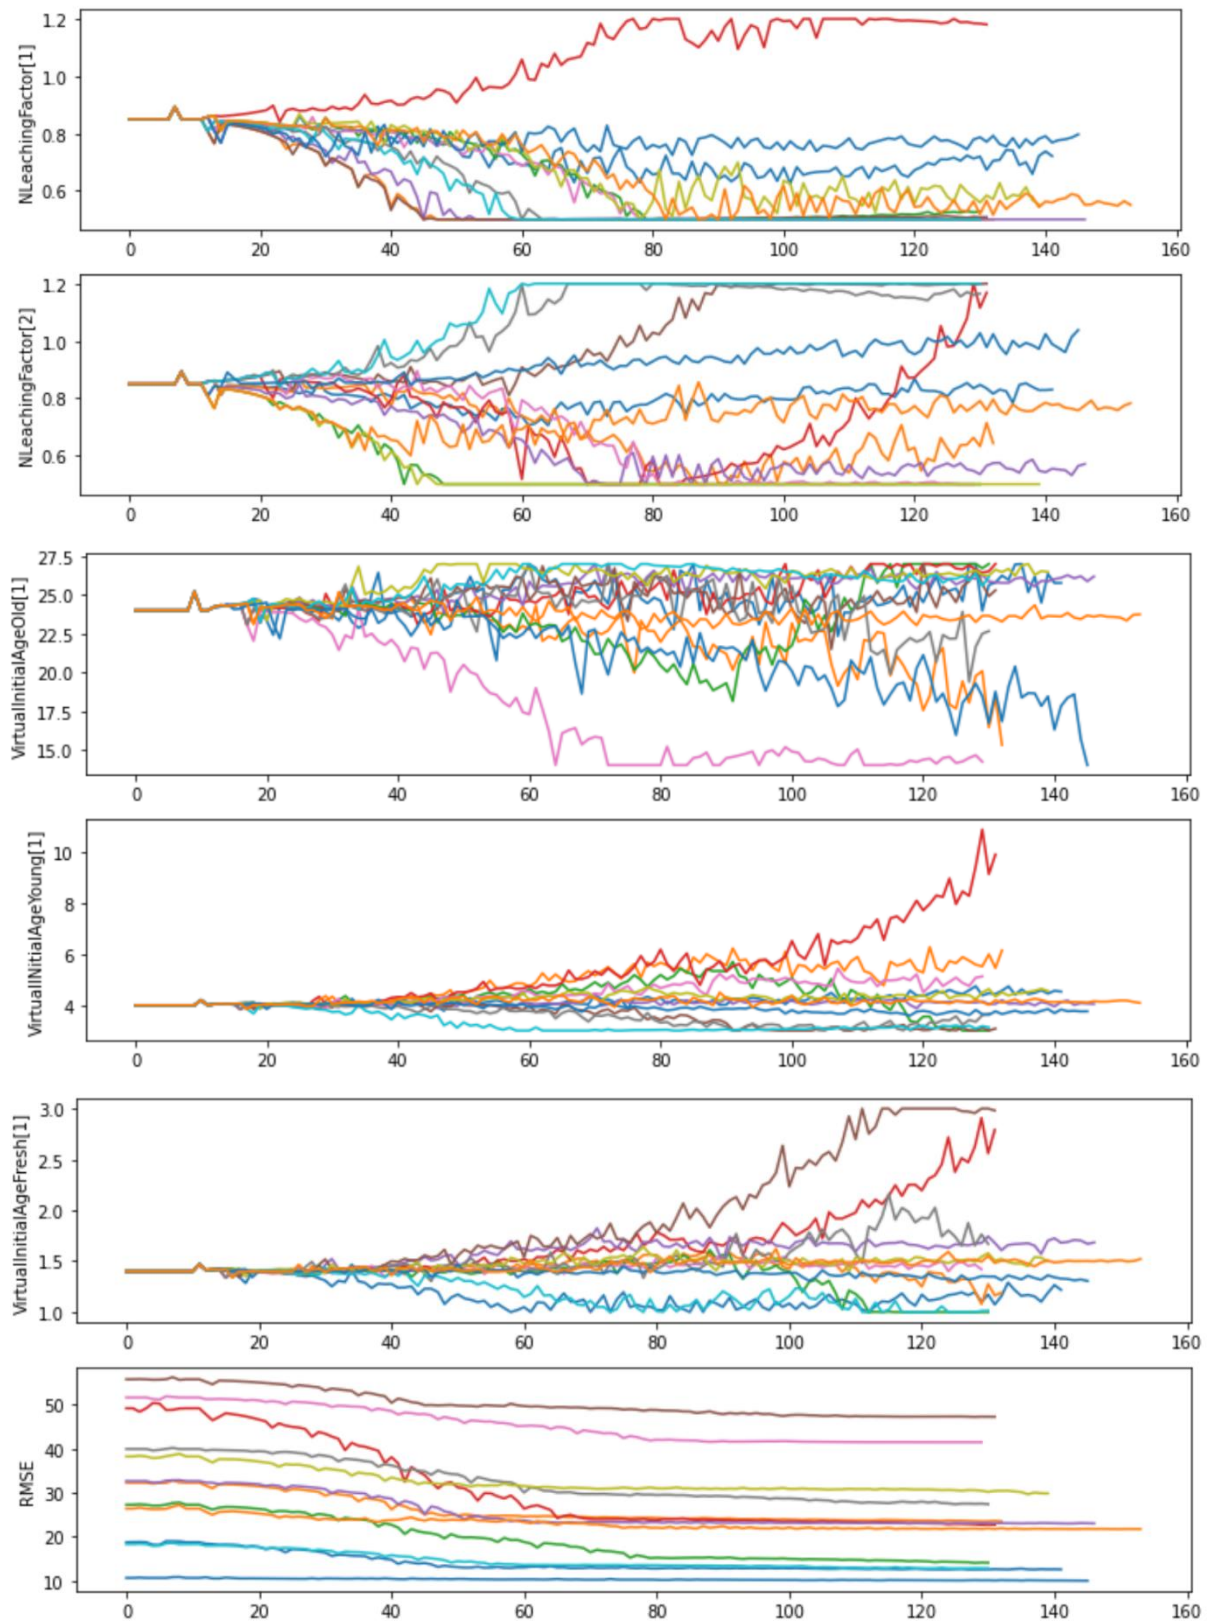 NLeachingFactor[1]
1.2
1.0
0.8
0.6
0 20 40 60 80 100 120 140 160
NLeachingFactor[2]
1.2
1.0
0.8
0.6
0 20 40 60 80 100 120 140 160
VirtualInitialAgeOld[1]
27.5
25.0
22.5
20.0
17.5
15.0
0 20 40 60 80 100 120 140 160
VirtualINitialAgeYoung[1]
10
8
6
4
0 20 40 60 80 100 120 140 160
VirtualInitialAgeFresh[1]
3.0
2.5
2.0
1.5
1.0
0 20 40 60 80 100 120 140 160
RMSE
50
40
30
20
10
0 20 40 60 80 100 120 140 160